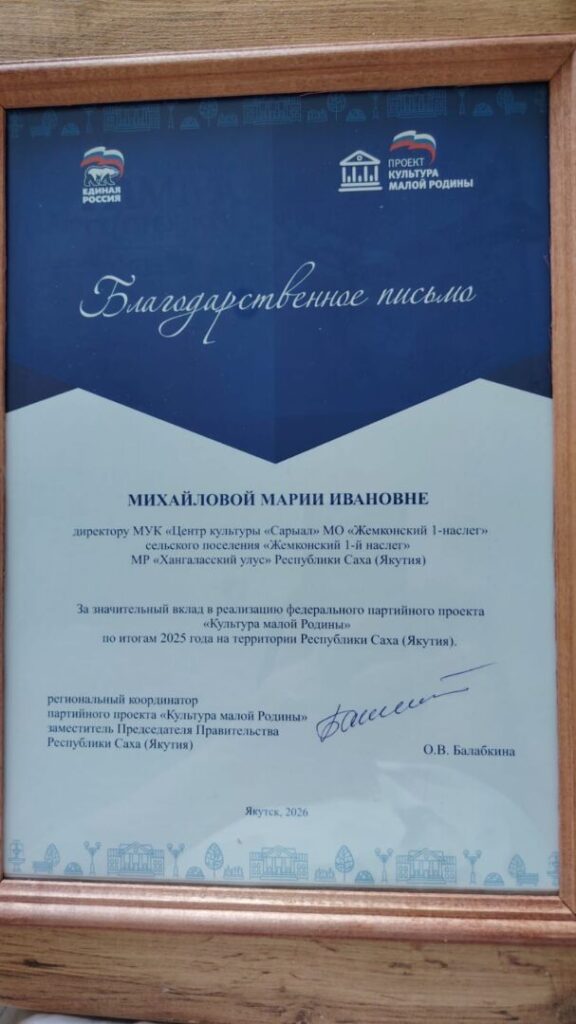 ЕДИНАЯ
РОССИЯ
ПРОЕКТ
КУЛЬТУРА
МАЛОЙ РОДИНЫ
Благодарственное письмо
МИХАЙЛОВОЙ МАРИИ ИВАНОВНЕ
директору МУК «Центр культуры «Сарыал» МО «Жемконский 1-наслег»
сельского поселения «Жемконский 1-й наслег»
МР «Хангаласский улус» Республики Саха (Якутия)
За значительный вклад в реализацию федерального партийного проекта
«Культура малой Родины»
по итогам 2025 года на территории Республики Саха (Якутия).
региональный координатор
партийного проекта «Культура малой Родины»
заместитель Председателя Правительства
Республики Саха (Якутия)
О.В. Балабкина
Якутск, 2026